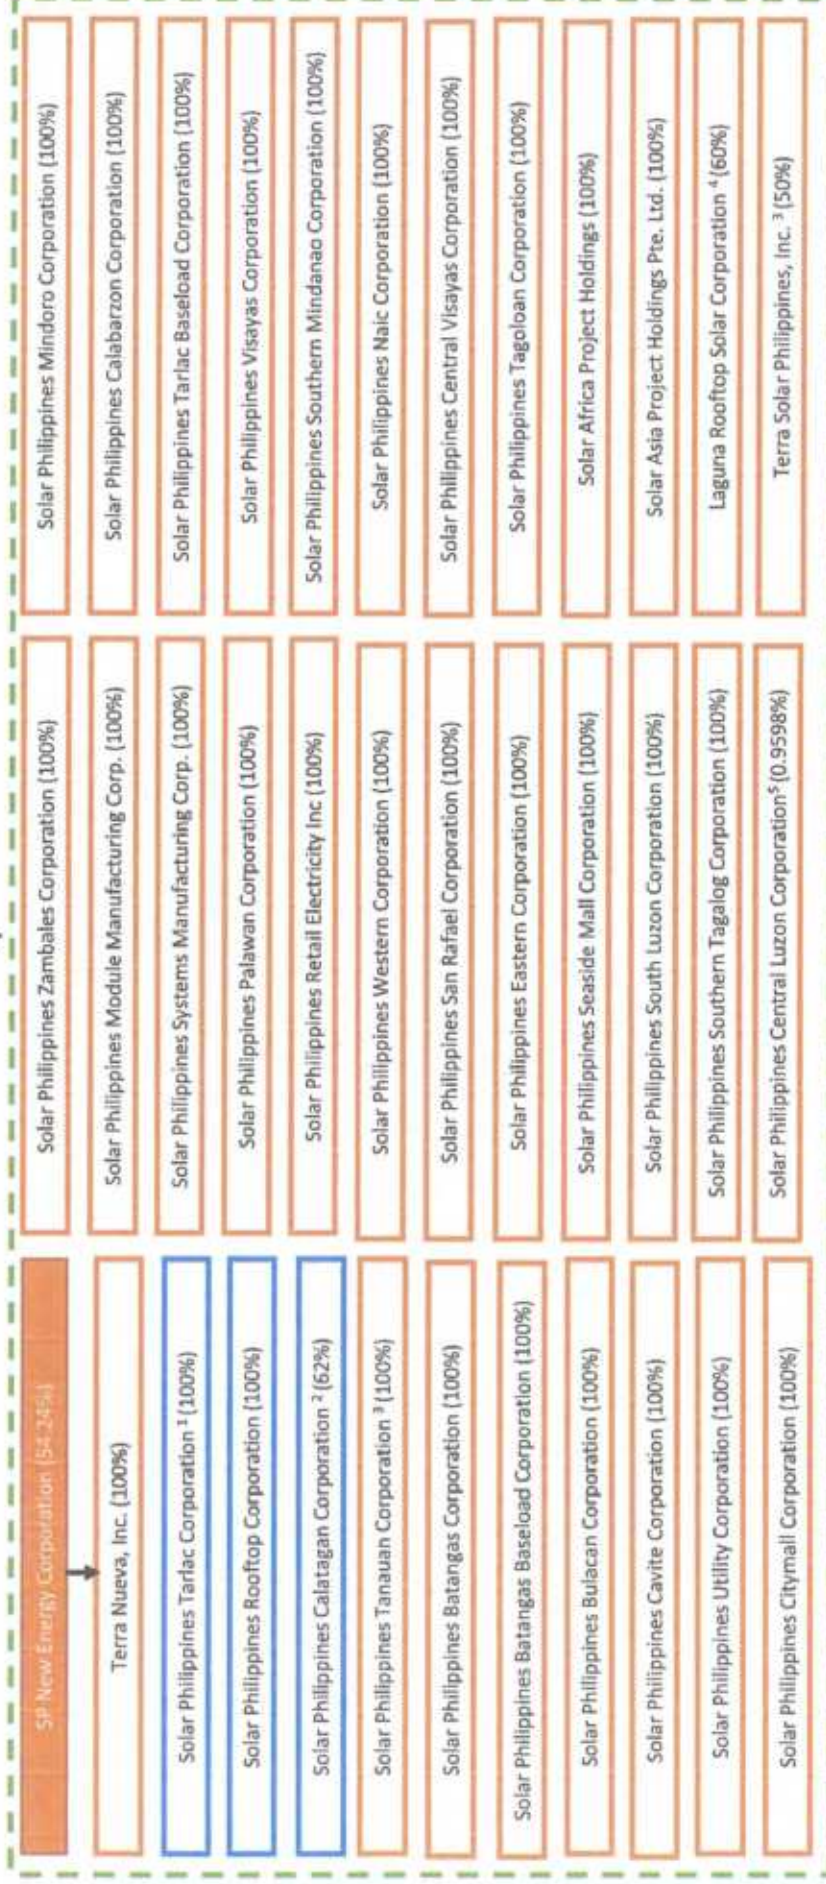 SP New Energy Corporation (54.24%)
Terra Nueva, Inc. (100%)
Solar Philippines Tarlac Corporation ¹ (100%)
Solar Philippines Rooftop Corporation (100%)
Solar Philippines Calatagan Corporation ² (62%)
Solar Philippines Tanauan Corporation ³ (100%)
Solar Philippines Batangas Corporation (100%)
Solar Philippines Batangas Baseload Corporation (100%)
Solar Philippines Bulacan Corporation (100%)
Solar Philippines Cavite Corporation (100%)
Solar Philippines Utility Corporation (100%)
Solar Philippines Citymall Corporation (100%)
Solar Philippines Zambales Corporation (100%)
Solar Philippines Module Manufacturing Corp. (100%)
Solar Philippines Systems Manufacturing Corp. (100%)
Solar Philippines Palawan Corporation (100%)
Solar Philippines Retail Electricity Inc (100%)
Solar Philippines Western Corporation (100%)
Solar Philippines San Rafael Corporation (100%)
Solar Philippines Eastern Corporation (100%)
Solar Philippines Seaside Mall Corporation (100%)
Solar Philippines South Luzon Corporation (100%)
Solar Philippines Southern Tagalog Corporation (100%)
Solar Philippines Central Luzon Corporation⁵ (0.9598%)
Solar Philippines Mindoro Corporation (100%)
Solar Philippines Calabarzon Corporation (100%)
Solar Philippines Tarlac Baseload Corporation (100%)
Solar Philippines Visayas Corporation (100%)
Solar Philippines Southern Mindanao Corporation (100%)
Solar Philippines Naic Corporation (100%)
Solar Philippines Central Visayas Corporation (100%)
Solar Philippines Tagoloan Corporation (100%)
Solar Africa Project Holdings (100%)
Solar Asia Project Holdings Pte. Ltd. (100%)
Laguna Rooftop Solar Corporation ⁴ (60%)
Terra Solar Philippines, Inc. ³ (50%)